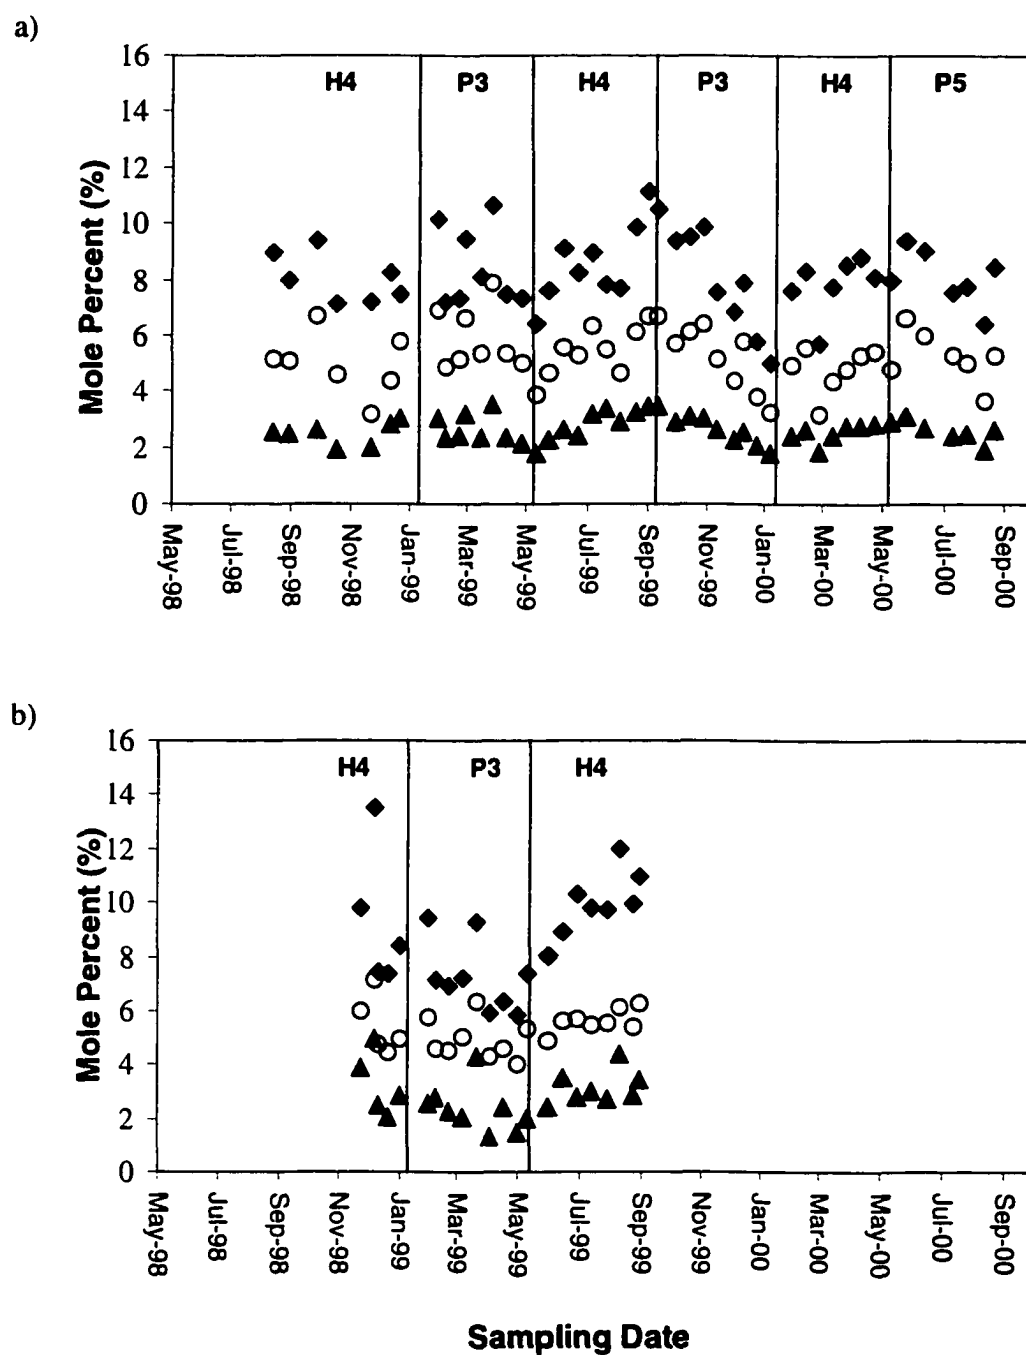 a)
16
H4 P3 H4 P3 H4 P5
14
12
10
8
6
4
2
0
Mole Percent (%)
May-98 Jul-98 Sep-98 Nov-98 Jan-99 Mar-99 May-99 Jul-99 Sep-99 Nov-99 Jan-00 Mar-00 May-00 Jul-00 Sep-00
b)
16
H4 P3 H4
14
12
10
8
6
4
2
0
Mole Percent (%)
May-98 Jul-98 Sep-98 Nov-98 Jan-99 Mar-99 May-99 Jul-99 Sep-99 Nov-99 Jan-00 Mar-00 May-00 Jul-00 Sep-00
Sampling Date